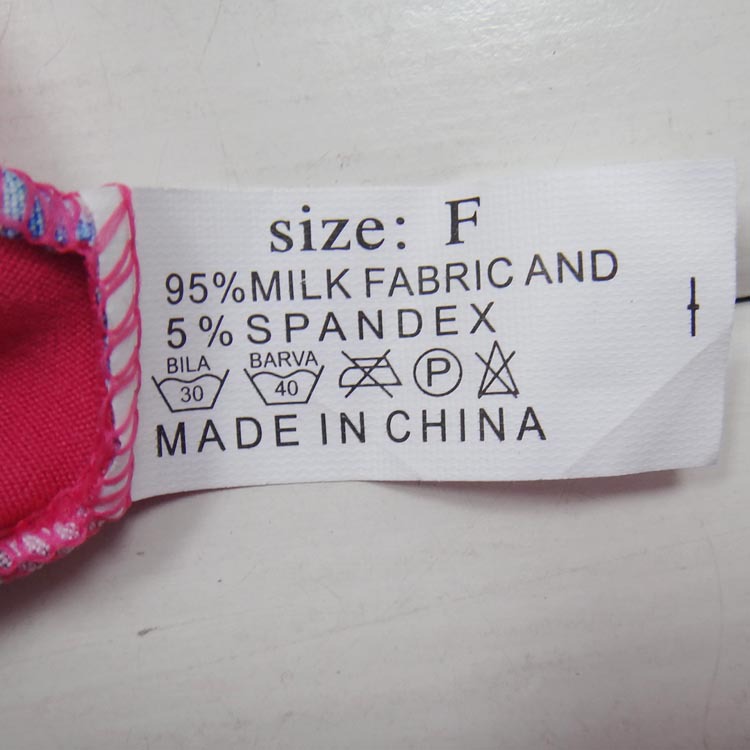 size: F
95%MILK FABRIC AND
5% SPANDEX
BILA BARVA
30 40 P
MADE IN CHINA